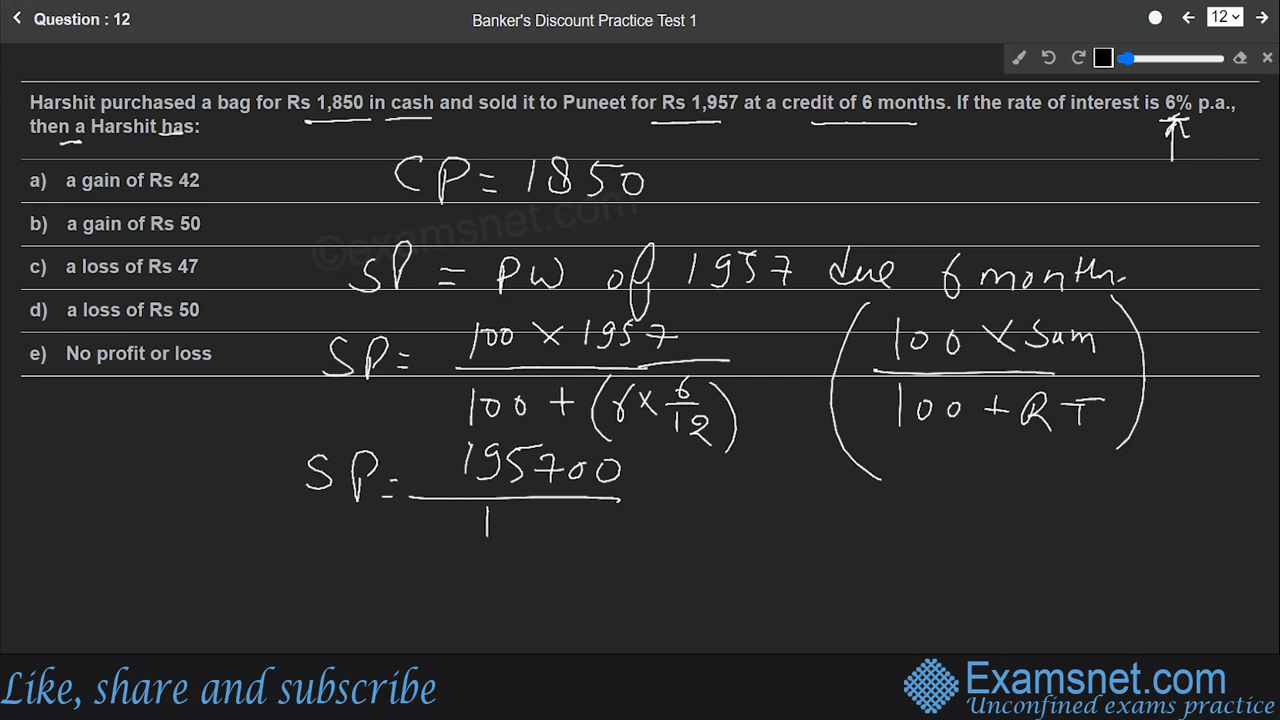 Question : 12
Banker's Discount Practice Test 1
12
Harshit purchased a bag for Rs 1,850 in cash and sold it to Puneet for Rs 1,957 at a credit of 6 months. If the rate of interest is 6% p.a.,
then a Harshit has:
a) a gain of Rs 42
b) a gain of Rs 50
c) a loss of Rs 47
d) a loss of Rs 50
e) No profit or loss
CP = 1850
©examsnet.com
SP = PW of 1957 due 6 months.
SP = 100 × 1957 / 100 + (6 × 6/12)
(100 × Sum / 100 + RT)
SP = 195700 / 1
Like, share and subscribe
Examsnet.com
Unconfined exams practice